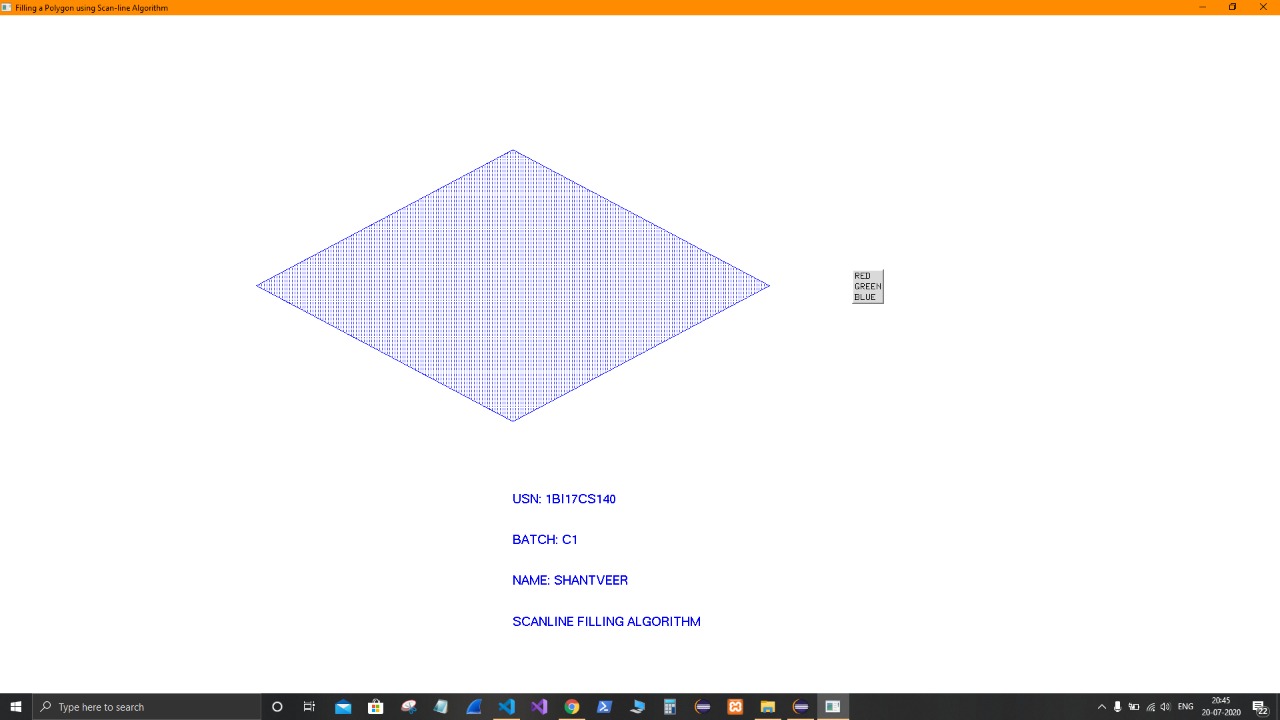 Filling a Polygon using Scan-line Algorithm
RED
GREEN
BLUE
USN: 1BI17CS140
BATCH: C1
NAME: SHANTVEER
SCANLINE FILLING ALGORITHM
Type here to search
ENG
20:45
20-07-2020
22